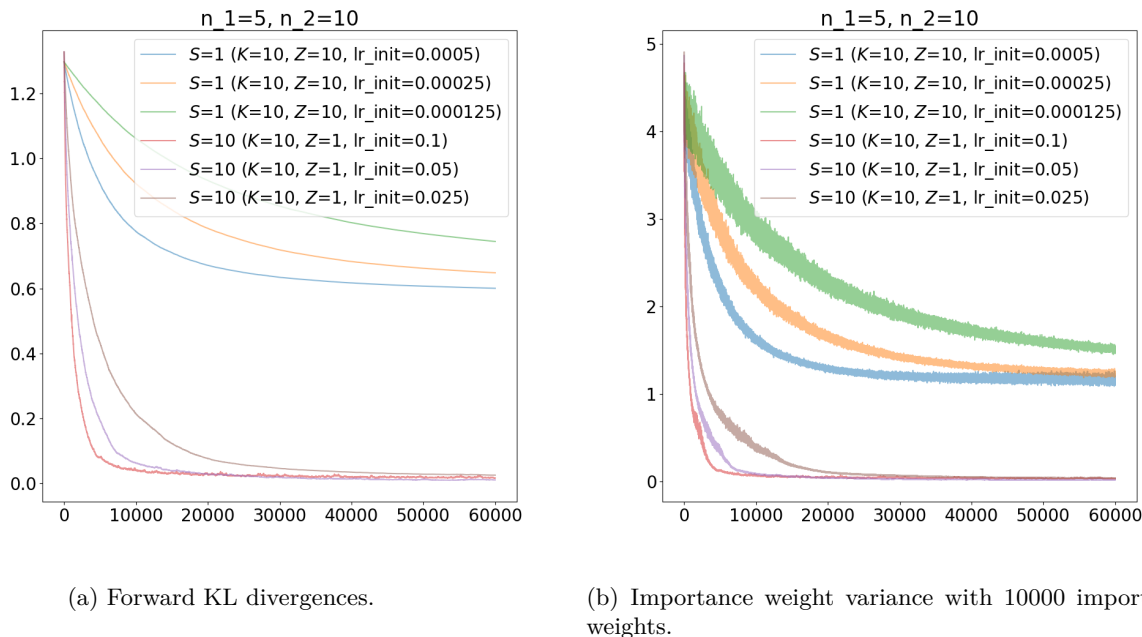 n_1=5, n_2=10
S=1 (K=10, Z=10, lr_init=0.0005)
S=1 (K=10, Z=10, lr_init=0.00025)
S=1 (K=10, Z=10, lr_init=0.000125)
S=10 (K=10, Z=1, lr_init=0.1)
S=10 (K=10, Z=1, lr_init=0.05)
S=10 (K=10, Z=1, lr_init=0.025)
1.2
1.0
0.8
0.6
0.4
0.2
0.0
0 10000 20000 30000 40000 50000 60000
(a) Forward KL divergences.
n_1=5, n_2=10
S=1 (K=10, Z=10, lr_init=0.0005)
S=1 (K=10, Z=10, lr_init=0.00025)
S=1 (K=10, Z=10, lr_init=0.000125)
S=10 (K=10, Z=1, lr_init=0.1)
S=10 (K=10, Z=1, lr_init=0.05)
S=10 (K=10, Z=1, lr_init=0.025)
5
4
3
2
1
0
0 10000 20000 30000 40000 50000 60000
(b) Importance weight variance with 10000 impor
weights.